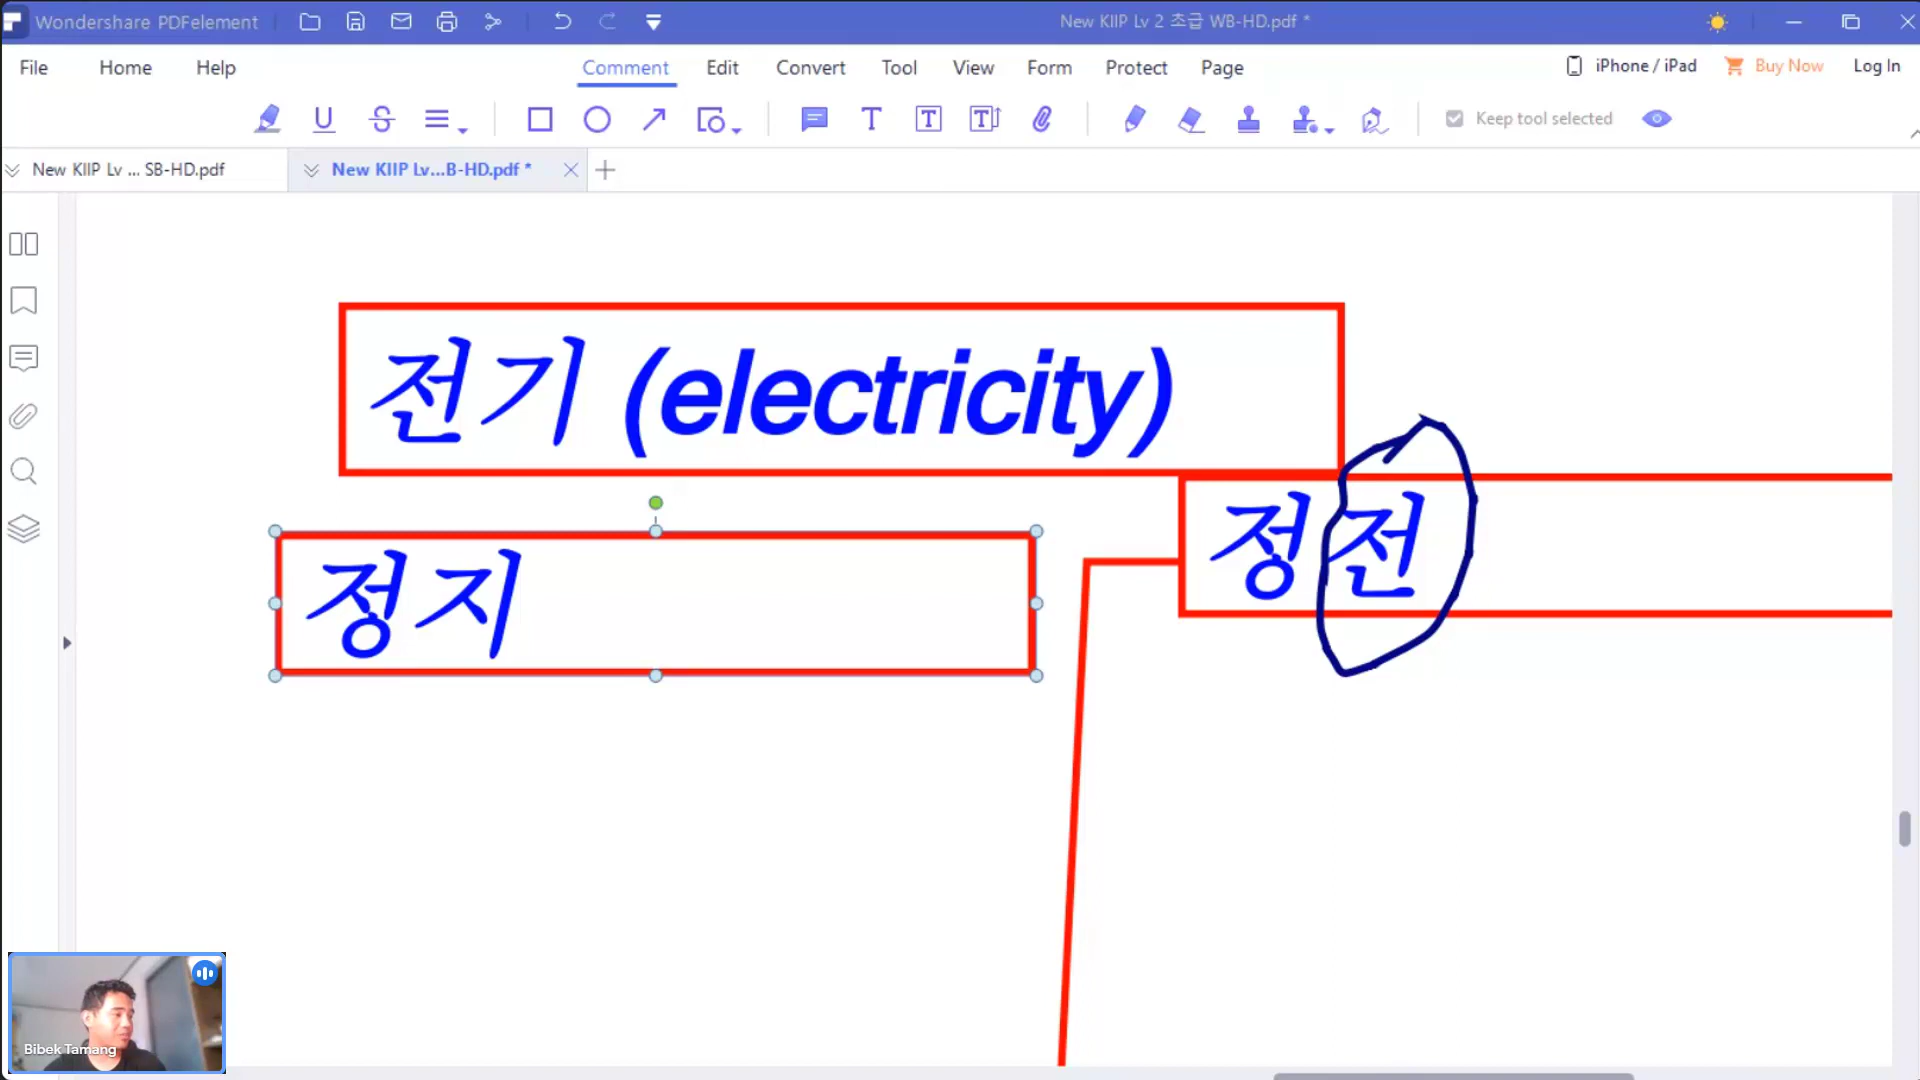 Wondershare PDFelement
New KIIP Lv 2 초급 WB-HD.pdf *
File Home Help Comment Edit Convert Tool View Form Protect Page iPhone / iPad Buy Now Log In
Keep tool selected
New KIIP Lv ... SB-HD.pdf New KIIP Lv...B-HD.pdf *
전기 (electricity)
정전
정지
Bibek Tamang